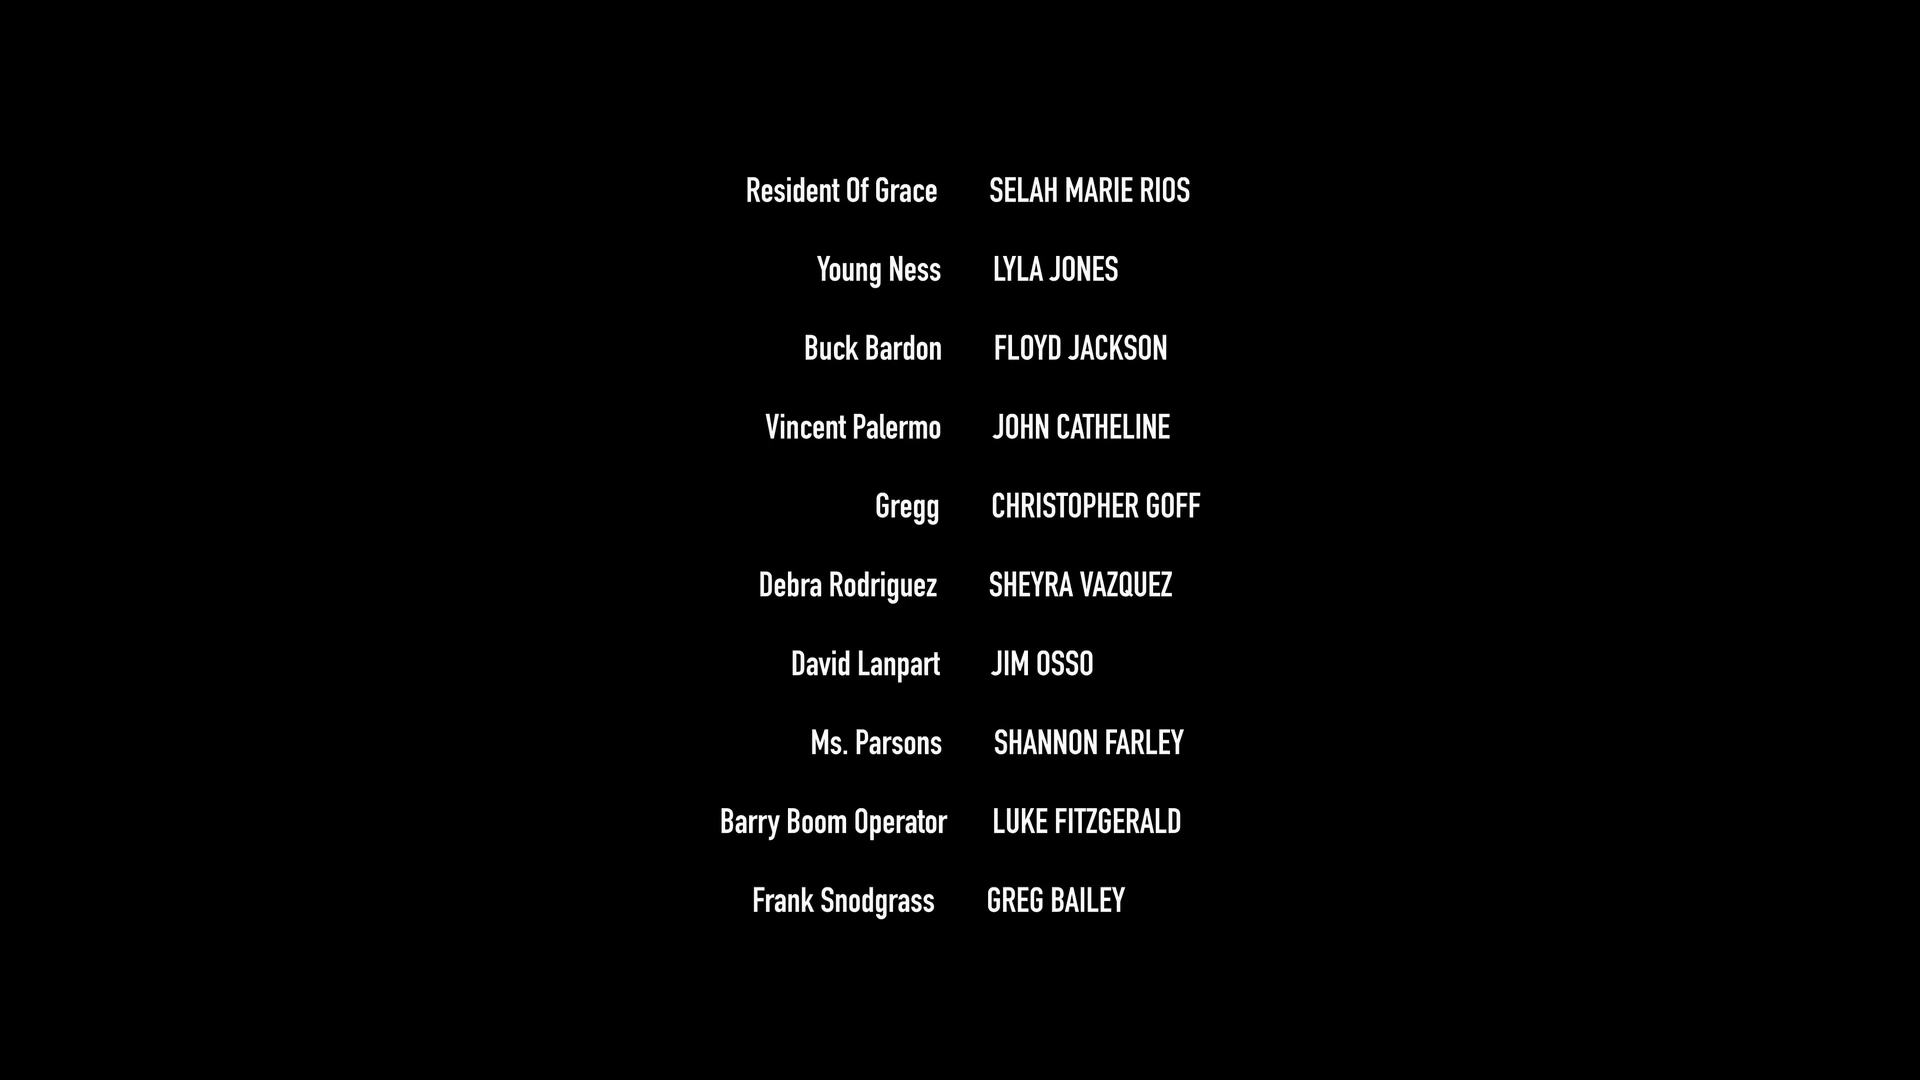 Resident Of Grace SELAH MARIE RIOS
Young Ness LYLA JONES
Buck Bardon FLOYD JACKSON
Vincent Palermo JOHN CATHELINE
Gregg CHRISTOPHER GOFF
Debra Rodriguez SHEYRA VAZQUEZ
David Lanpart JIM OSSO
Ms. Parsons SHANNON FARLEY
Barry Boom Operator LUKE FITZGERALD
Frank Snodgrass GREG BAILEY